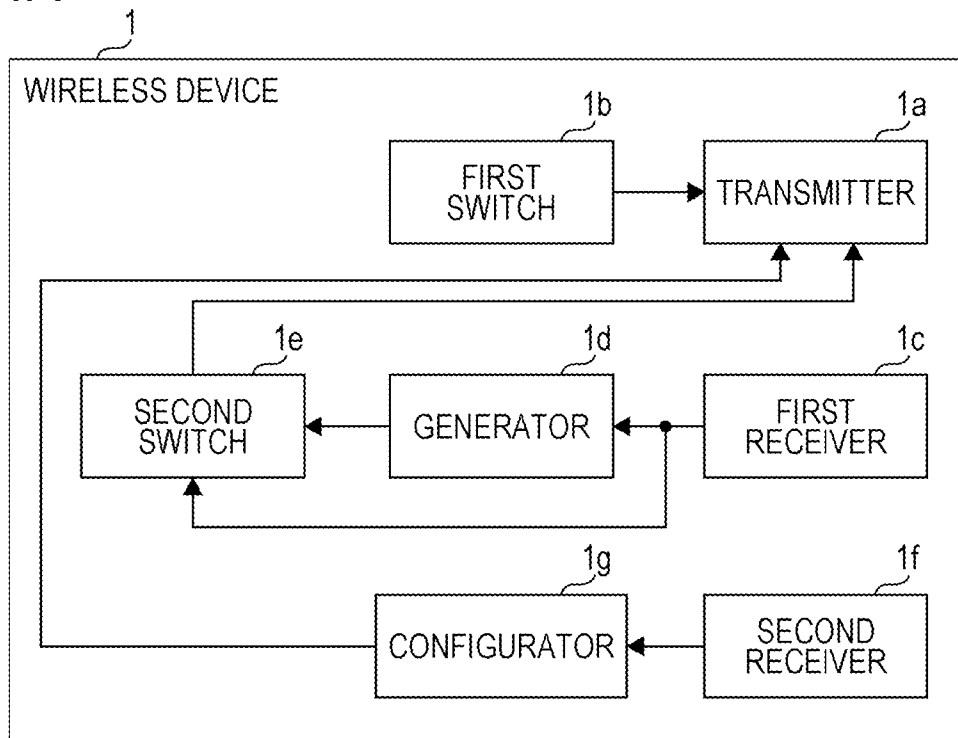 1
WIRELESS DEVICE
1b
1a
FIRST
SWITCH
TRANSMITTER
1e
1d
1c
SECOND
SWITCH
GENERATOR
FIRST
RECEIVER
1g
1f
CONFIGURATOR
SECOND
RECEIVER